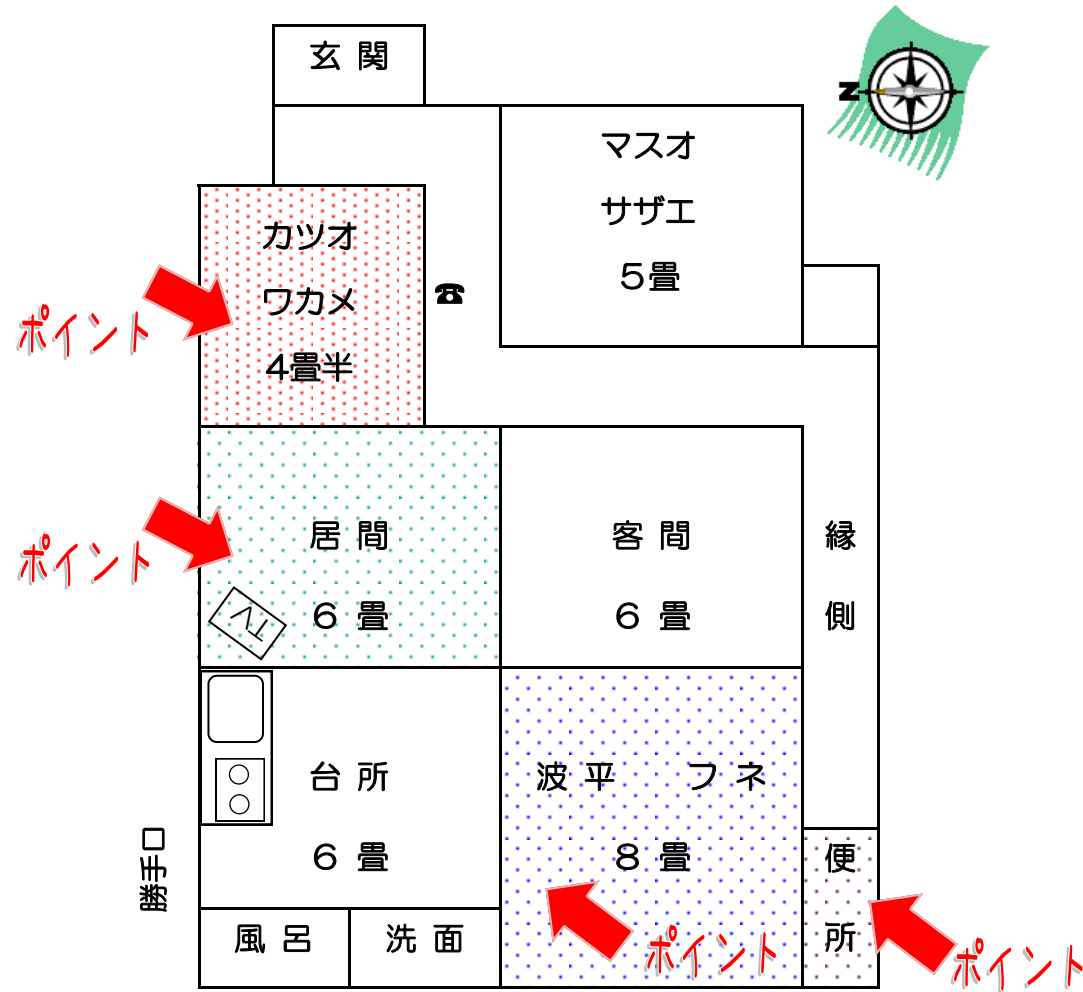 玄関
N
マスオ
サザエ
5畳
カツオ
ワカメ
4畳半
☎
ポイント
居間
6畳
TV
ポイント
客間
6畳
縁側
台所
6畳
勝手口
波平 フネ
8畳
ポイント
便所
ポイント
風呂
洗面